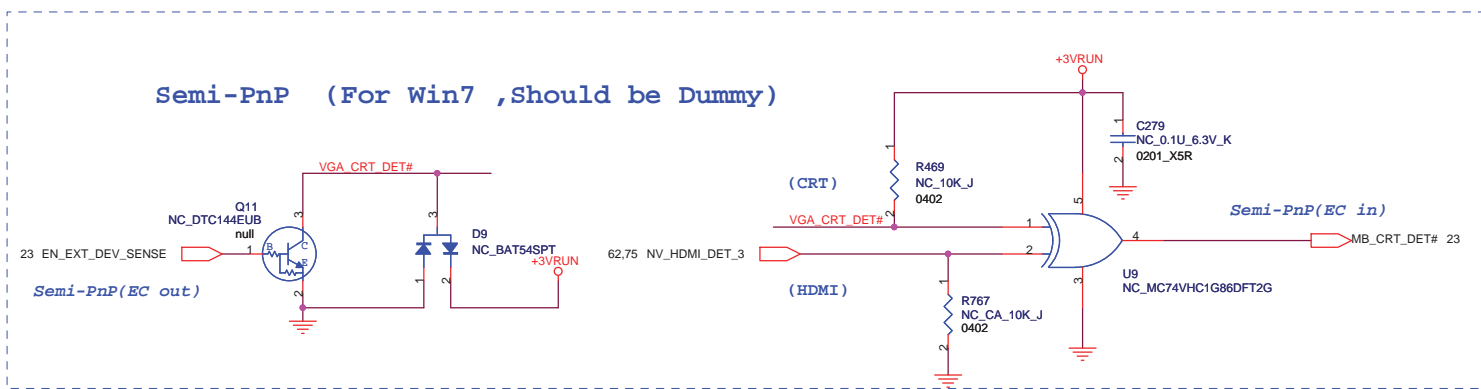 Semi-PnP (For Win7 ,Should be Dummy)
VGA_CRT_DET#
Q11
NC_DTC144EUB
null
3
B
C
E
1
2
23 EN_EXT_DEV_SENSE
Semi-PnP(EC out)
3
D9
NC_BAT54SPT
+3VRUN
1
2
+3VRUN
1
C279
NC_0.1U_6.3V_K
2
0201_X5R
1
R469
NC_10K_J
0402
2
(CRT)
VGA_CRT_DET#
62,75 NV_HDMI_DET_3
(HDMI)
1
2
5
4
3
U9
NC_MC74VHC1G86DFT2G
Semi-PnP(EC in)
MB_CRT_DET# 23
1
R767
NC_CA_10K_J
0402
2